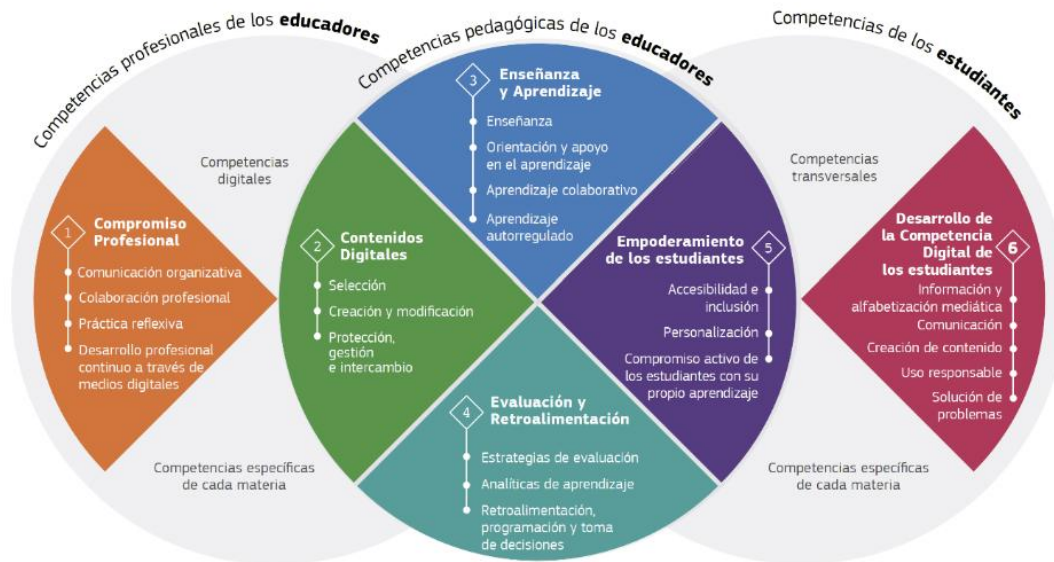 Competencias profesionales de los educadores
Competencias pedagógicas de los educadores
Competencias de los estudiantes
Competencias
digitales
Competencias
transversales
1
Compromiso
Profesional
Comunicación organizativa
Colaboración profesional
Práctica reflexiva
Desarrollo profesional
continuo a través de
medios digitales
2
Contenidos
Digitales
Selección
Creación y modificación
Protección,
gestión
e intercambio
3
Enseñanza
y Aprendizaje
Enseñanza
Orientación y apoyo
en el aprendizaje
Aprendizaje colaborativo
Aprendizaje
autorregulado
4
Evaluación y
Retroalimentación
Estrategias de evaluación
Analíticas de aprendizaje
Retroalimentación,
programación y toma
de decisiones
5
Empoderamiento
de los estudiantes
Accesibilidad e
inclusión
Personalización
Compromiso activo de
los estudiantes con su
propio aprendizaje
6
Desarrollo de
la Competencia
Digital de
los estudiantes
Información y
alfabetización mediática
Comunicación
Creación de contenido
Uso responsable
Solución de
problemas
Competencias específicas
de cada materia
Competencias específicas
de cada materia